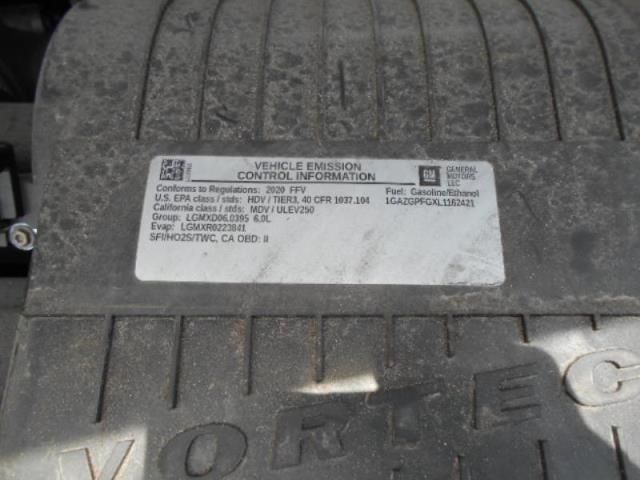 VEHICLE EMISSION
CONTROL INFORMATION
GM
GENERAL
MOTORS
LLC
Conforms to Regulations: 2020 FFV
Fuel: Gasoline/Ethanol
U.S. EPA class / stds: HDV / TIER3, 40 CFR 1037.104
1GAZGPFGXL1162421
California class / stds: MDV / ULEV250
Group: LGMXD06.0395 6.0L
Evap: LGMXR0223841
SFI/HO2S/TWC, CA OBD: II
VORTEC